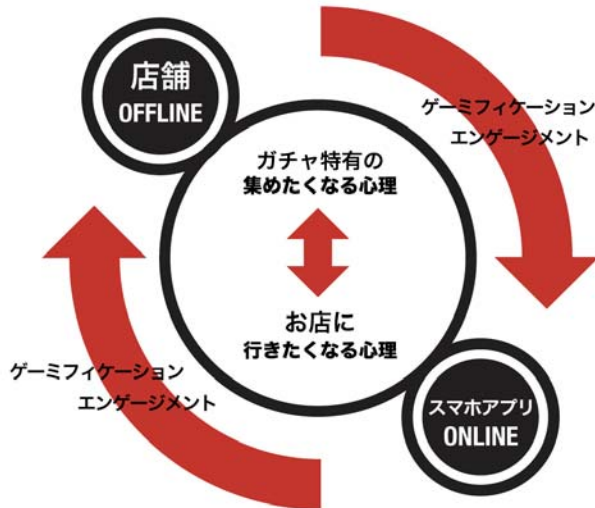 店舗
OFFLINE
ゲーミフィケーション
エンゲージメント
ガチャ特有の
集めたくなる心理
お店に
行きたくなる心理
ゲーミフィケーション
エンゲージメント
スマホアプリ
ONLINE